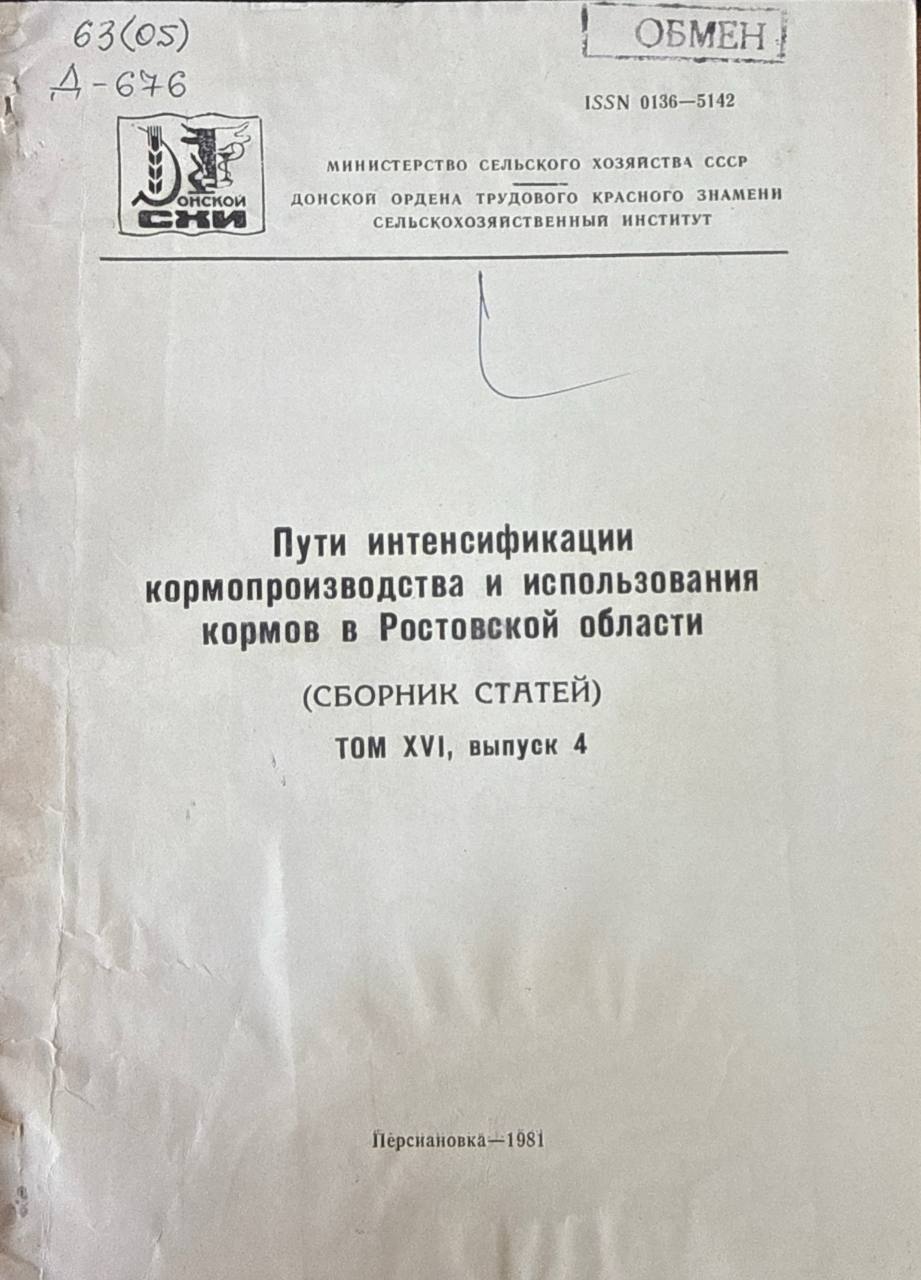 63(05)
Д-676
ОБМЕН
ISSN 0136—5142
ДОНСКОЙ
СХИ
МИНИСТЕРСТВО СЕЛЬСКОГО ХОЗЯЙСТВА СССР
ДОНСКОЙ ОРДЕНА ТРУДОВОГО КРАСНОГО ЗНАМЕНИ
СЕЛЬСКОХОЗЯЙСТВЕННЫЙ ИНСТИТУТ
Пути интенсификации
кормопроизводства и использования
кормов в Ростовской области
(СБОРНИК СТАТЕЙ)
ТОМ XVI, выпуск 4
Персиановка—1981